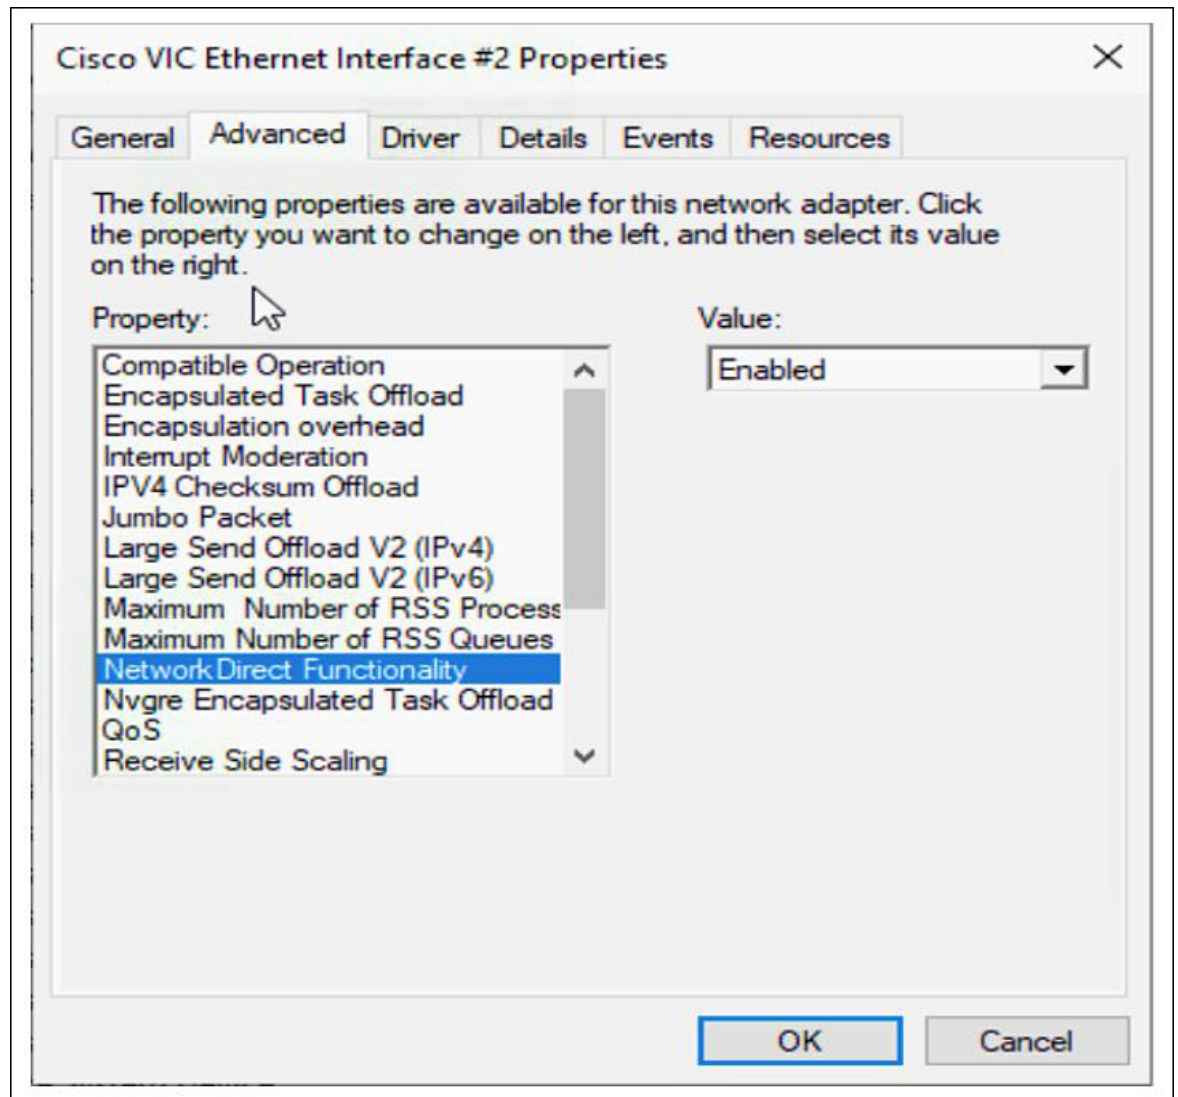 Cisco VIC Ethernet Interface #2 Properties
General Advanced Driver Details Events Resources
The following properties are available for this network adapter. Click
the property you want to change on the left, and then select its value
on the right.
Property:
Value:
Compatible Operation
Encapsulated Task Offload
Encapsulation overhead
Interrupt Moderation
IPV4 Checksum Offload
Jumbo Packet
Large Send Offload V2 (IPv4)
Large Send Offload V2 (IPv6)
Maximum Number of RSS Process
Maximum Number of RSS Queues
NetworkDirect Functionality
Nvgre Encapsulated Task Offload
QoS
Receive Side Scaling
Enabled
OK Cancel